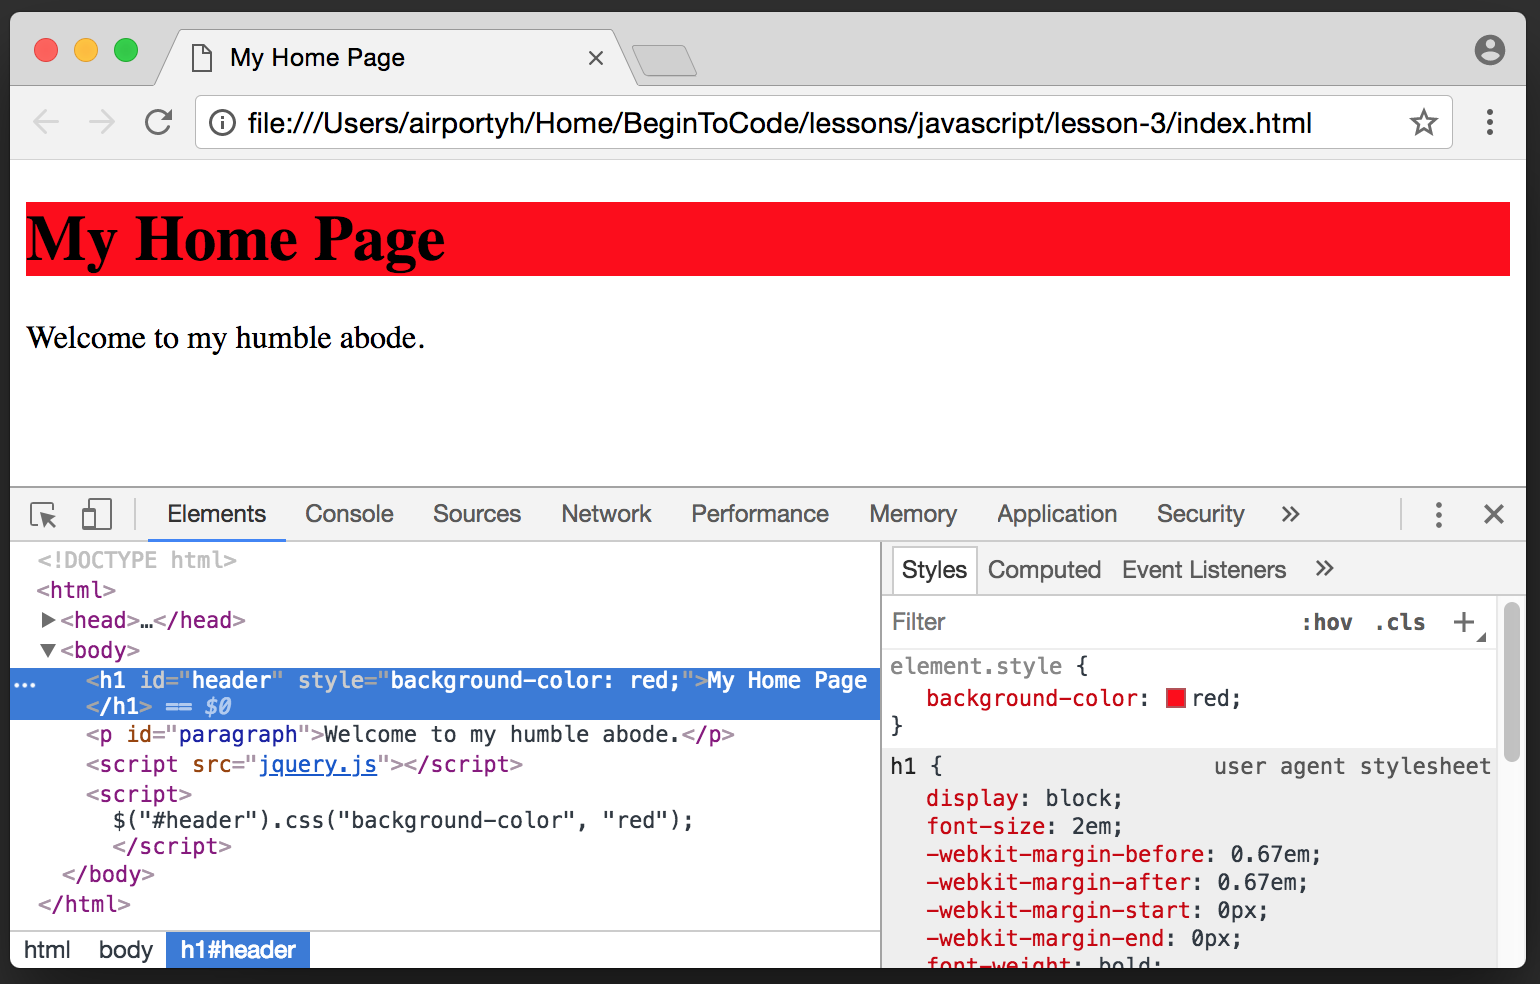 My Home Page
file:///Users/airportyh/Home/BeginToCode/lessons/javascript/lesson-3/index.html
My Home Page
Welcome to my humble abode.
Elements Console Sources Network Performance Memory Application Security »
<!DOCTYPE html>
<html>
<head>…</head>
<body>
... <h1 id="header" style="background-color: red;">My Home Page
</h1> == $0
<p id="paragraph">Welcome to my humble abode.</p>
<script src="jquery.js"></script>
<script>
$("#header").css("background-color", "red");
</script>
</body>
</html>
html body h1#header
Styles Computed Event Listeners »
Filter :hov .cls +
element.style {
background-color: red;
}
h1 { user agent stylesheet
display: block;
font-size: 2em;
-webkit-margin-before: 0.67em;
-webkit-margin-after: 0.67em;
-webkit-margin-start: 0px;
-webkit-margin-end: 0px;
font-weight: bold;